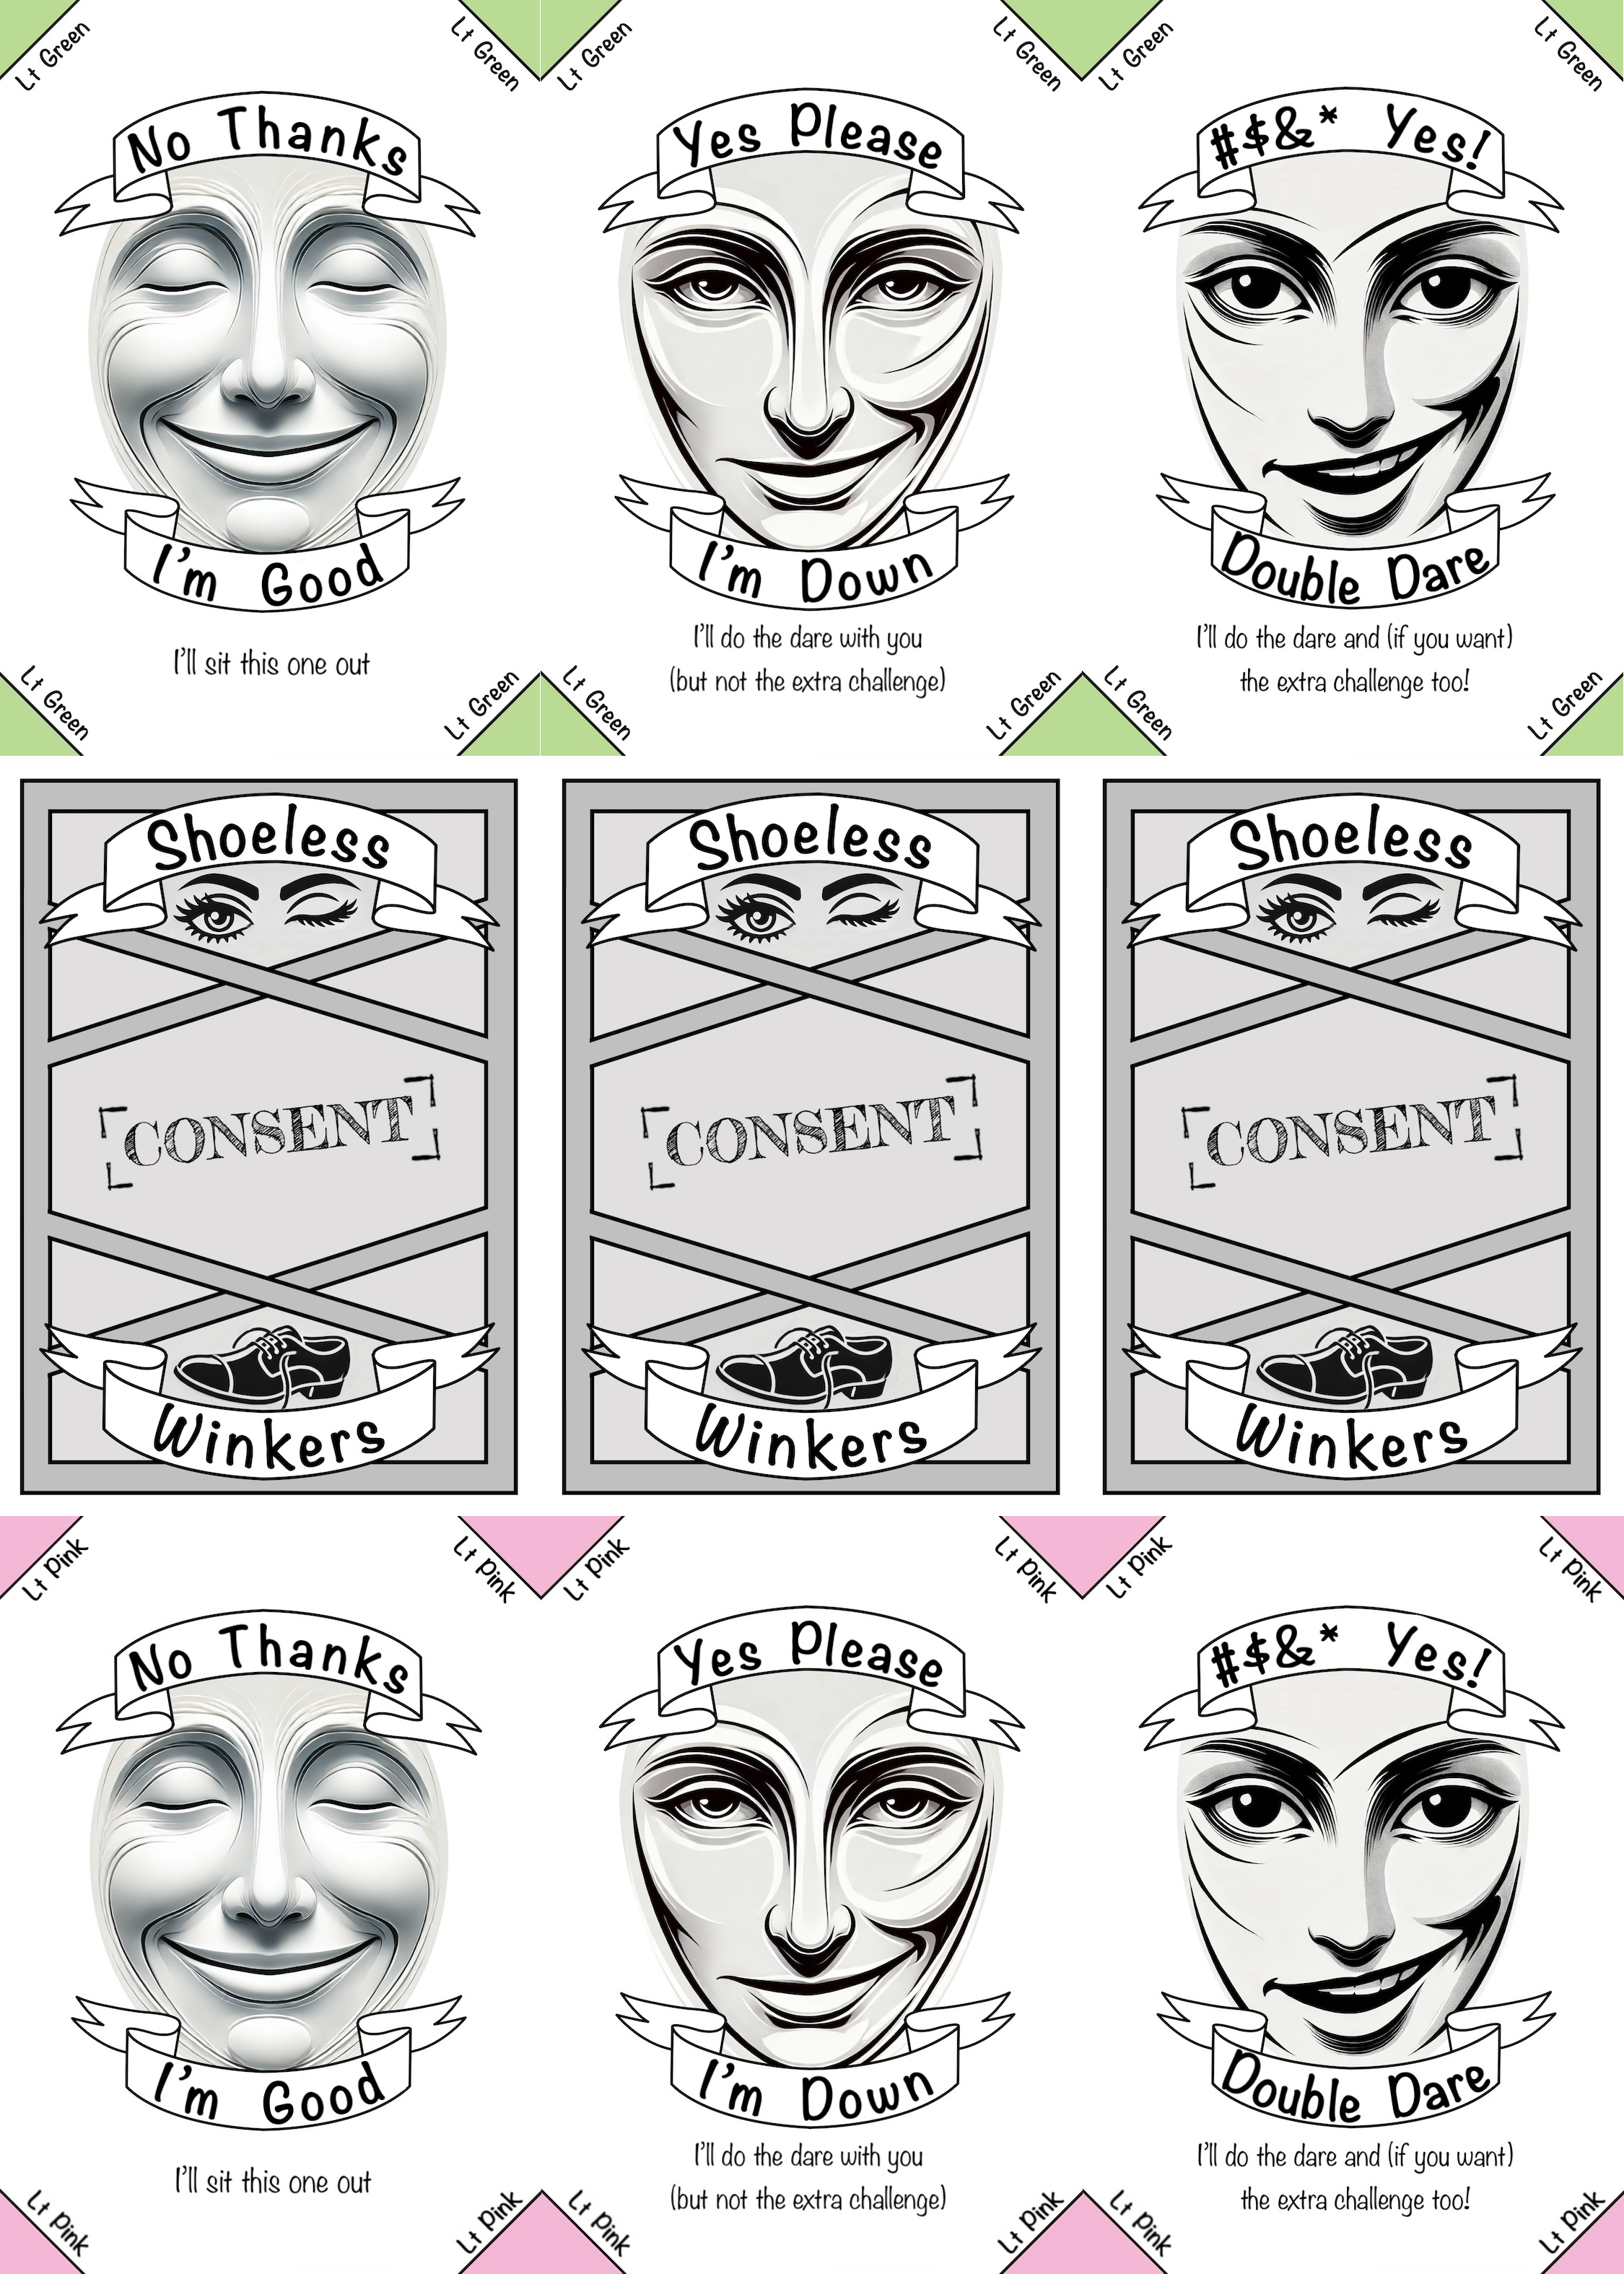 Lt Green
Lt Green
Lt Green
Lt Green
Lt Green
Lt Green
No Thanks
Yes Please
#$&* Yes!
I'm Good
I'm Down
Double Dare
I'll sit this one out
I'll do the dare with you
(but not the extra challenge)
I'll do the dare and (if you want)
the extra challenge too!
Lt Green
Lt Green
Lt Green
Lt Green
Lt Green
Lt Green
Shoeless
Shoeless
Shoeless
CONSENT
CONSENT
CONSENT
Winkers
Winkers
Winkers
Lt Pink
Lt Pink
Lt Pink
Lt Pink
Lt Pink
Lt Pink
No Thanks
Yes Please
#$&* Yes!
I'm Good
I'm Down
Double Dare
I'll sit this one out
I'll do the dare with you
(but not the extra challenge)
I'll do the dare and (if you want)
the extra challenge too!
Lt Pink
Lt Pink
Lt Pink
Lt Pink
Lt Pink
Lt Pink